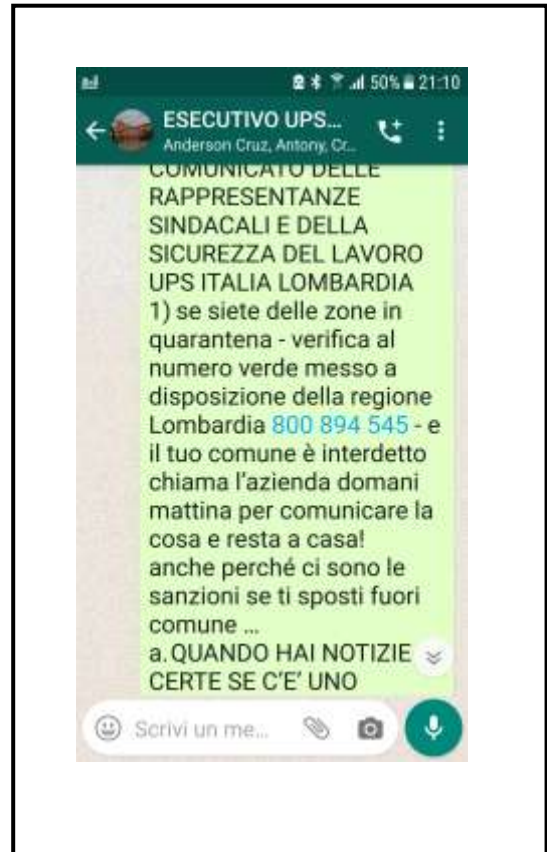 50% 21:10
ESECUTIVO UPS...
Anderson Cruz, Antony, Cr...
COMUNICATO DELLE
RAPPRESENTANZE
SINDACALI E DELLA
SICUREZZA DEL LAVORO
UPS ITALIA LOMBARDIA
1) se siete delle zone in
quarantena - verifica al
numero verde messo a
disposizione della regione
Lombardia 800 894 545 - e
il tuo comune è interdetto
chiama l'azienda domani
mattina per comunicare la
cosa e resta a casa!
anche perché ci sono le
sanzioni se ti sposti fuori
comune ...
a. QUANDO HAI NOTIZIE
CERTE SE C'E' UNO
Scrivi un me...